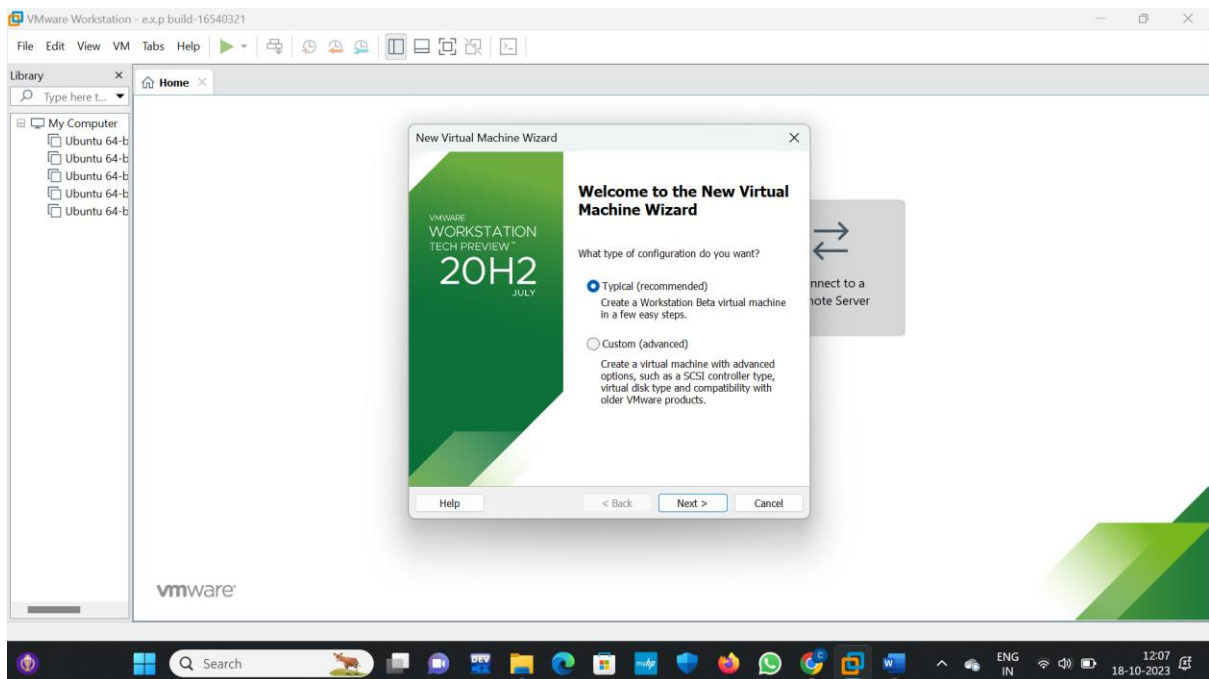 VMware Workstation - e.x.p build-16540321
File Edit View VM Tabs Help
Library
Home
Type here t...
My Computer
Ubuntu 64-b
Ubuntu 64-b
Ubuntu 64-b
Ubuntu 64-b
Ubuntu 64-b
New Virtual Machine Wizard
VMWARE
WORKSTATION
TECH PREVIEW™
20H2
JULY
Welcome to the New Virtual
Machine Wizard
What type of configuration do you want?
Typical (recommended)
Create a Workstation Beta virtual machine
in a few easy steps.
Custom (advanced)
Create a virtual machine with advanced
options, such as a SCSI controller type,
virtual disk type and compatibility with
older VMware products.
Help
< Back
Next >
Cancel
nnect to a
note Server
vmware
Search
DEV
myhp
W
ENG
IN
12:07
18-10-2023